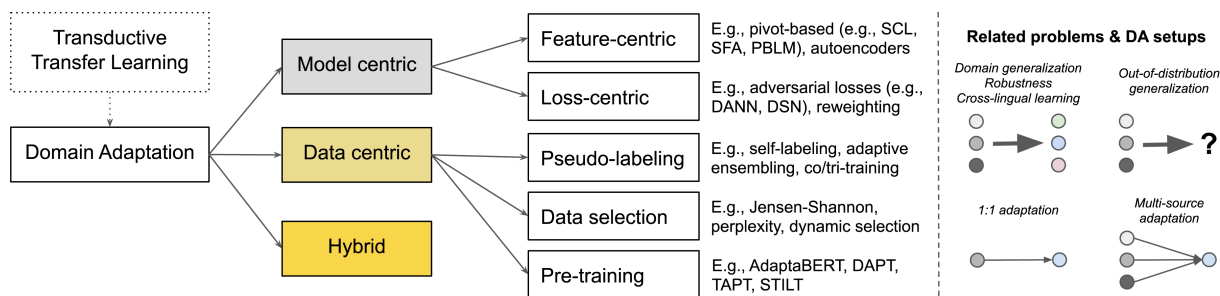 Transductive
Transfer Learning
Domain Adaptation
Model centric
Data centric
Hybrid
Feature-centric
E.g., pivot-based (e.g., SCL,
SFA, PBLM), autoencoders
Loss-centric
E.g., adversarial losses (e.g.,
DANN, DSN), reweighting
Pseudo-labeling
E.g., self-labeling, adaptive
ensembling, co/tri-training
Data selection
E.g., Jensen-Shannon,
perplexity, dynamic selection
Pre-training
E.g., AdaptaBERT, DAPT,
TAPT, STILT
Related problems & DA setups
Domain generalization
Robustness
Cross-lingual learning
Out-of-distribution
generalization
?
1:1 adaptation
Multi-source
adaptation